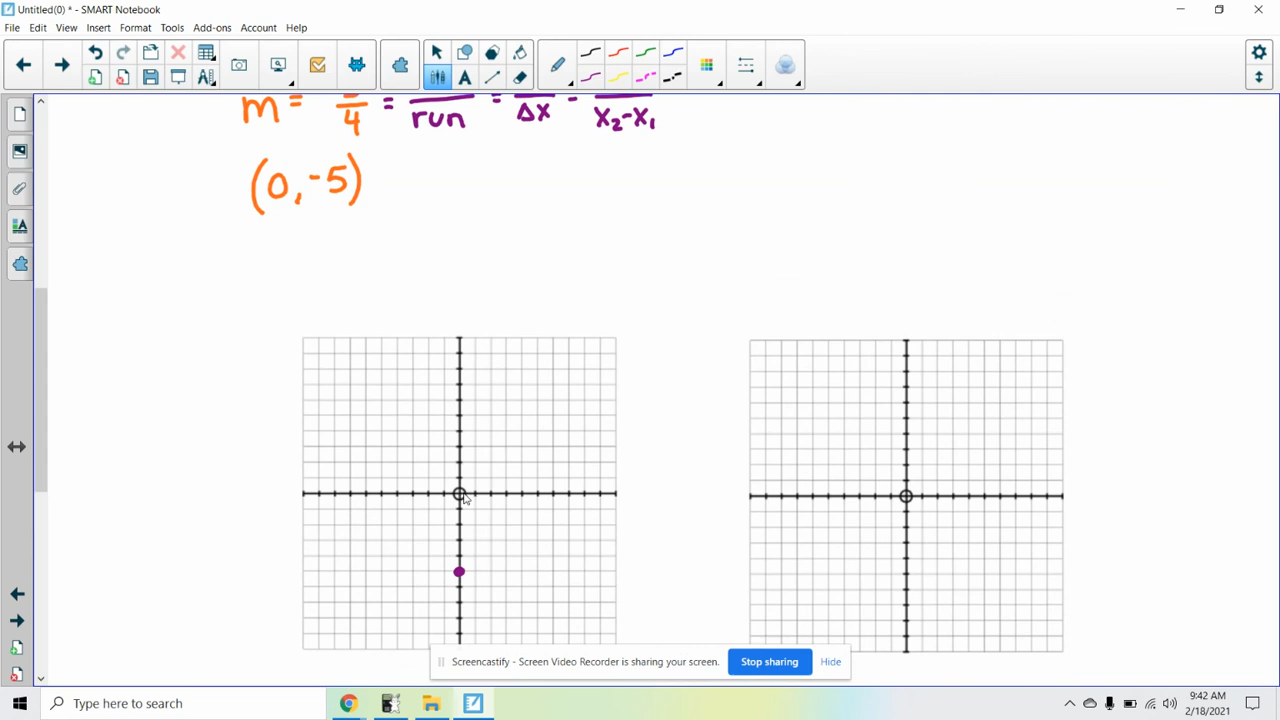 Untitled(0) * - SMART Notebook
File Edit View Insert Format Tools Account Help
m = /4 = /run = /Δx - /x₂-x₁
(0,-5)
Screencastify - Screen Video Recorder is sharing your screen.
Stop sharing
Hide
Type here to search
9:42 AM
2/18/2021